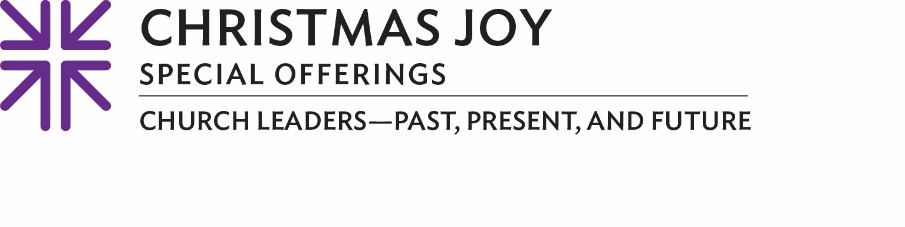 CHRISTMAS JOY
SPECIAL OFFERINGS
CHURCH LEADERS—PAST, PRESENT, AND FUTURE